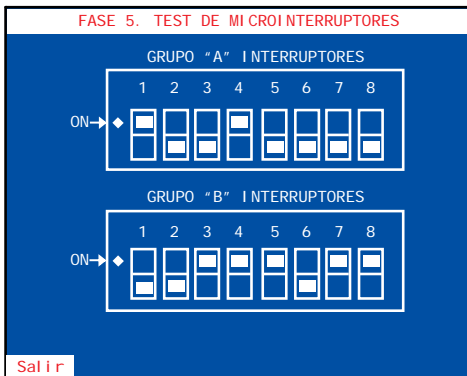 FASE 5. TEST DE MICROINTERRUPTORES
GRUPO “A” INTERRUPTORES
1 2 3 4 5 6 7 8
ON
GRUPO “B” INTERRUPTORES
1 2 3 4 5 6 7 8
ON
Salir